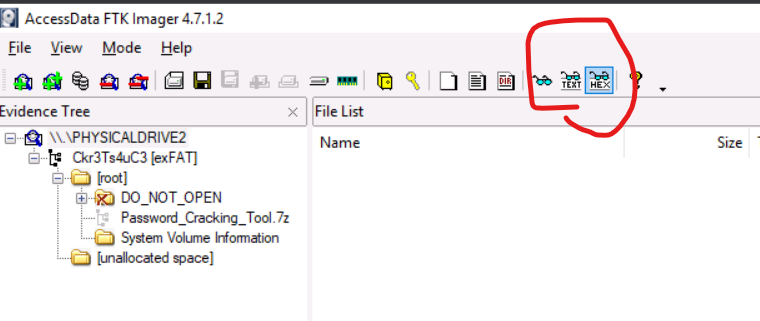 AccessData FTK Imager 4.7.1.2
File View Mode Help
DIR TEXT HEX ?
Evidence Tree × File List
Name Size
\\.\PHYSICALDRIVE2
Ckr3Ts4uC3 [exFAT]
[root]
DO_NOT_OPEN
Password_Cracking_Tool.7z
System Volume Information
[unallocated space]